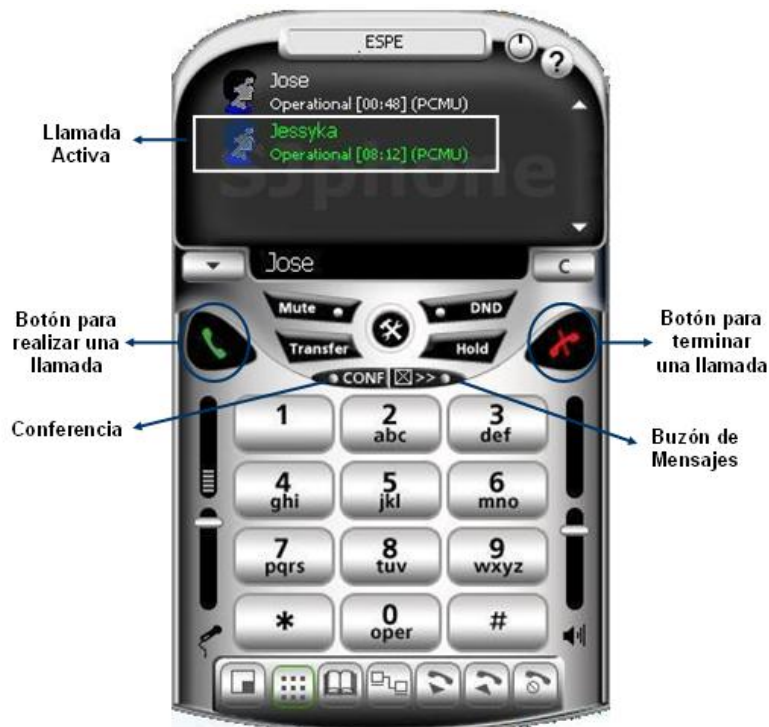 ESPE
?
Jose
Operational [00:48] (PCMU)
Jessyka
Operational [08:12] (PCMU)
SJphone
Llamada
Activa
Jose
C
Mute
DND
Transfer
Hold
CONF
>>
Botón para
realizar una
llamada
Botón para
terminar
una llamada
Conferencia
Buzón de
Mensajes
1
2
abc
3
def
4
ghi
5
jkl
6
mno
7
pqrs
8
tuv
9
wxyz
*
0
oper
#